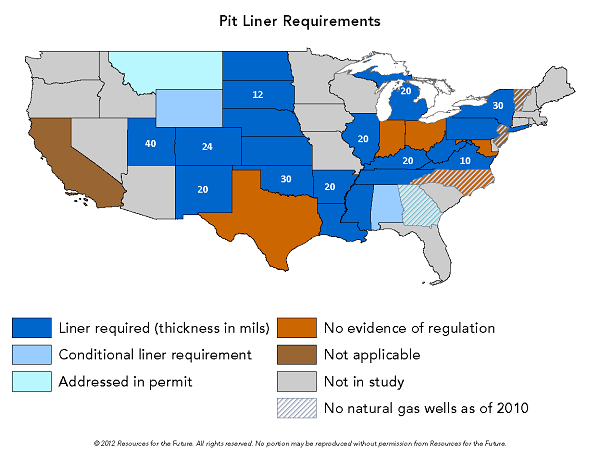 Pit Liner Requirements
20
12
30
40
24
20
20
10
20
30
20
Liner required (thickness in mils)
Conditional liner requirement
Addressed in permit
No evidence of regulation
Not applicable
Not in study
No natural gas wells as of 2010
© 2012 Resources for the Future. All rights reserved. No portion may be reproduced without permission from Resources for the Future.